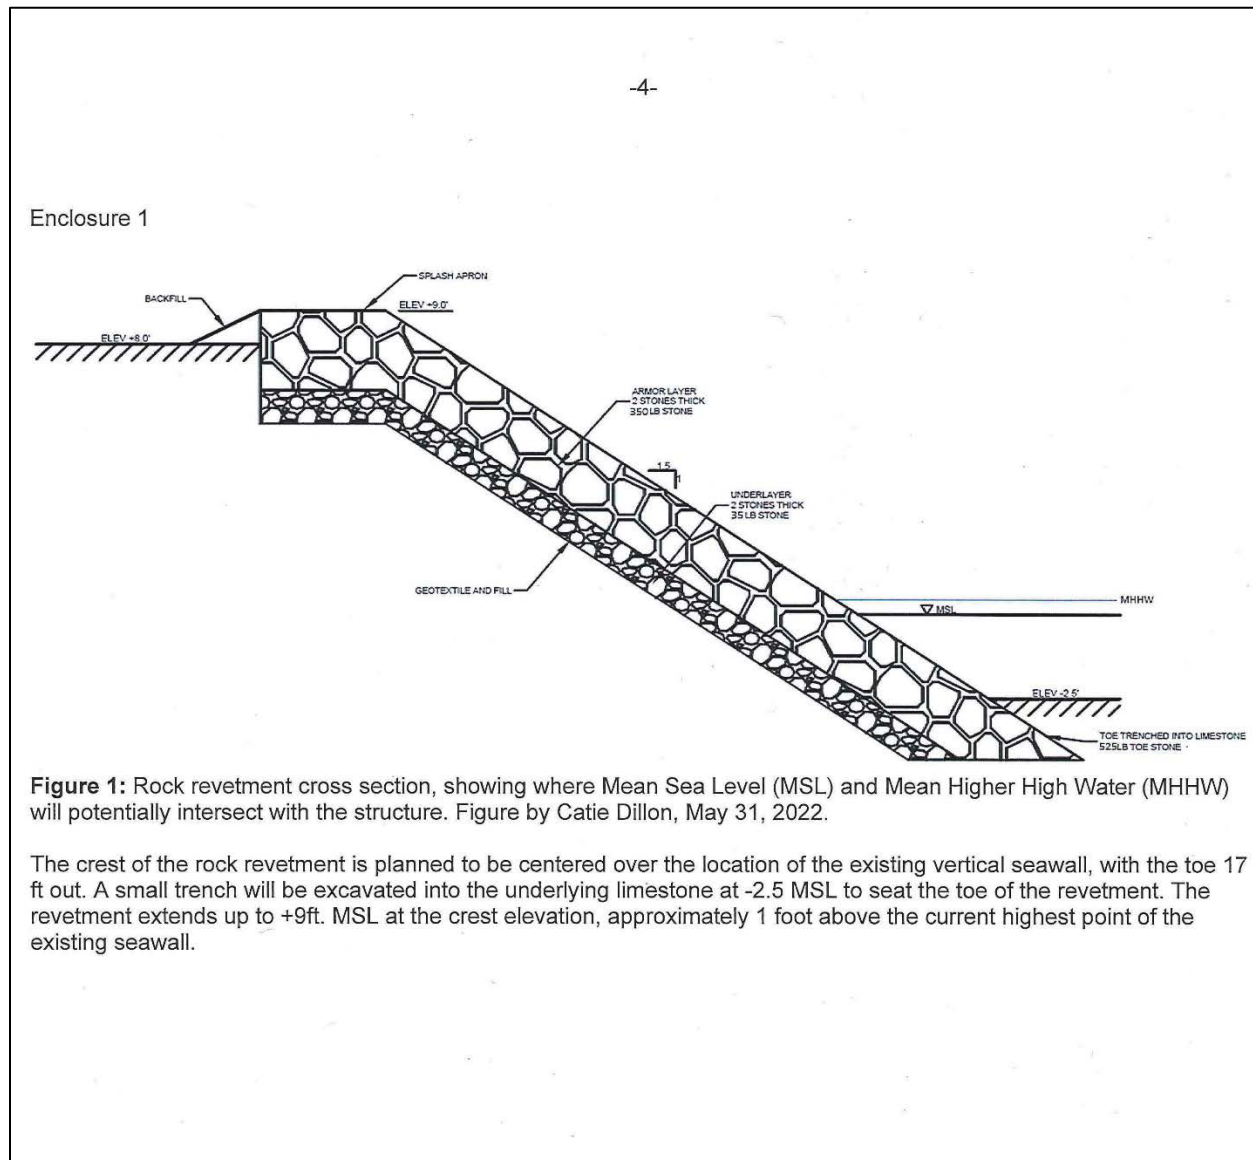 -4-
Enclosure 1
SPLASH APRON
BACKFILL
ELEV +9.0'
ELEV +8.0'
ARMOR LAYER
2 STONES THICK
350 LB STONE
1.5
1
UNDERLAYER
2 STONES THICK
35 LB STONE
GEOTEXTILE AND FILL
MHHW
MSL
ELEV -2.5'
TOE TRENCHED INTO LIMESTONE
525LB TOE STONE
Figure 1: Rock revetment cross section, showing where Mean Sea Level (MSL) and Mean Higher High Water (MHHW)
will potentially intersect with the structure. Figure by Catie Dillon, May 31, 2022.
The crest of the rock revetment is planned to be centered over the location of the existing vertical seawall, with the toe 17
ft out. A small trench will be excavated into the underlying limestone at -2.5 MSL to seat the toe of the revetment. The
revetment extends up to +9ft. MSL at the crest elevation, approximately 1 foot above the current highest point of the
existing seawall.